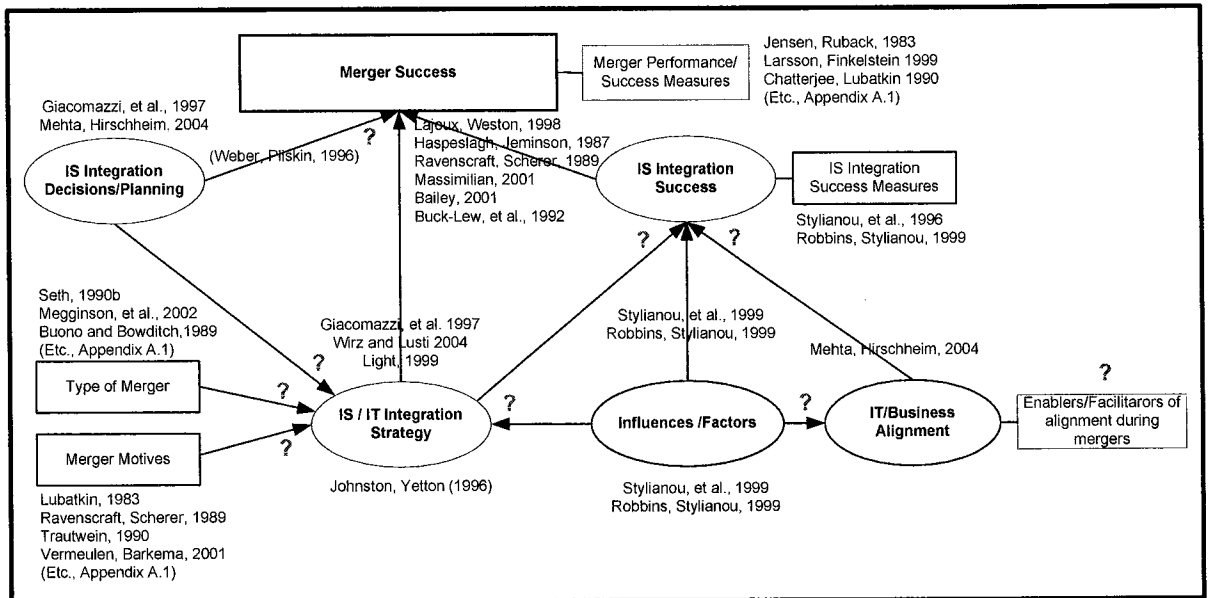 Merger Success
Merger Performance/
Success Measures
Jensen, Ruback, 1983
Larsson, Finkelstein 1999
Chatterjee, Lubatkin 1990
(Etc., Appendix A.1)
Giacomazzi, et al., 1997
Mehta, Hirschheim. 2004
IS Integration
Decisions/Planning
(Weber, Pliskin, 1996)
?
Lajoux, Weston, 1998
Haspeslagh, Jeminson, 1987
Ravenscraft, Scherer, 1989
Massimilian, 2001
Bailey, 2001
Buck-Lew, et al., 1992
IS Integration
Success
IS Integration
Success Measures
Stylianou, et al., 1996
Robbins, Stylianou, 1999
?
?
Seth, 1990b
Megginson, et al., 2002
Buono and Bowditch,1989
(Etc., Appendix A.1)
Type of Merger
?
?
Merger Motives
?
Lubatkin, 1983
Ravenscraft, Scherer, 1989
Trautwein, 1990
Vermeulen, Barkema, 2001
(Etc., Appendix A.1)
Giacomazzi, et al. 1997
Wirz and Lusti 2004
Light, 1999
IS / IT Integration
Strategy
Johnston, Yetton (1996)
?
Stylianou, et al., 1999
Robbins, Stylianou, 1999
Influences /Factors
Stylianou, et al., 1999
Robbins, Stylianou, 1999
?
Mehta, Hirschheim, 2004
IT/Business
Alignment
?
Enablers/Facilitarors of
alignment during
mergers